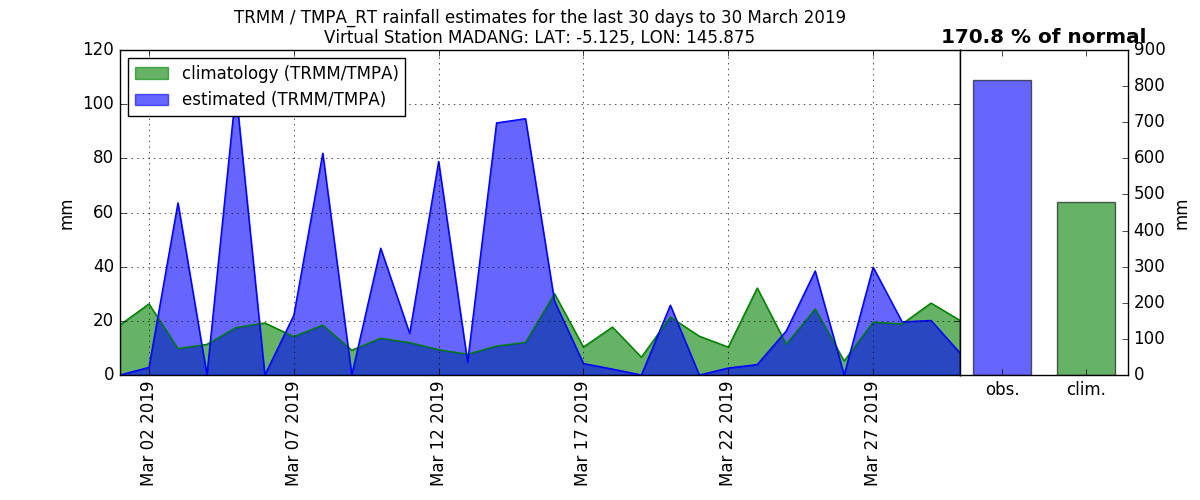 TRMM / TMPA_RT rainfall estimates for the last 30 days to 30 March 2019
Virtual Station MADANG: LAT: -5.125, LON: 145.875
170.8 % of normal
climatology (TRMM/TMPA)
estimated (TRMM/TMPA)
120
100
80
60
40
20
0
mm
Mar 02 2019
Mar 07 2019
Mar 12 2019
Mar 17 2019
Mar 22 2019
Mar 27 2019
obs.
clim.
900
800
700
600
500
400
300
200
100
0
mm